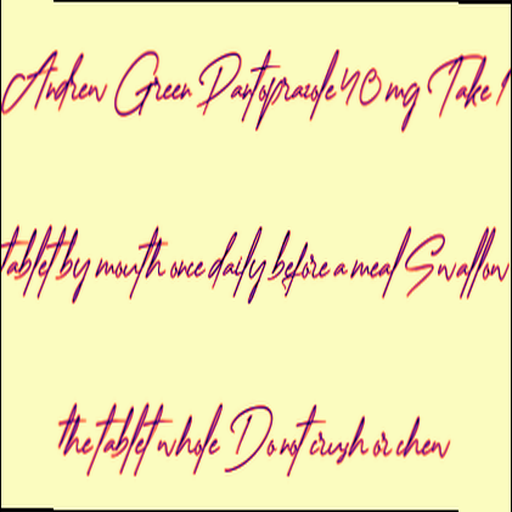 Andrew Green Pantoprazole 40 mg Take 1
tablet by mouth once daily before a meal Swallow
the tablet whole Do not crush or chew